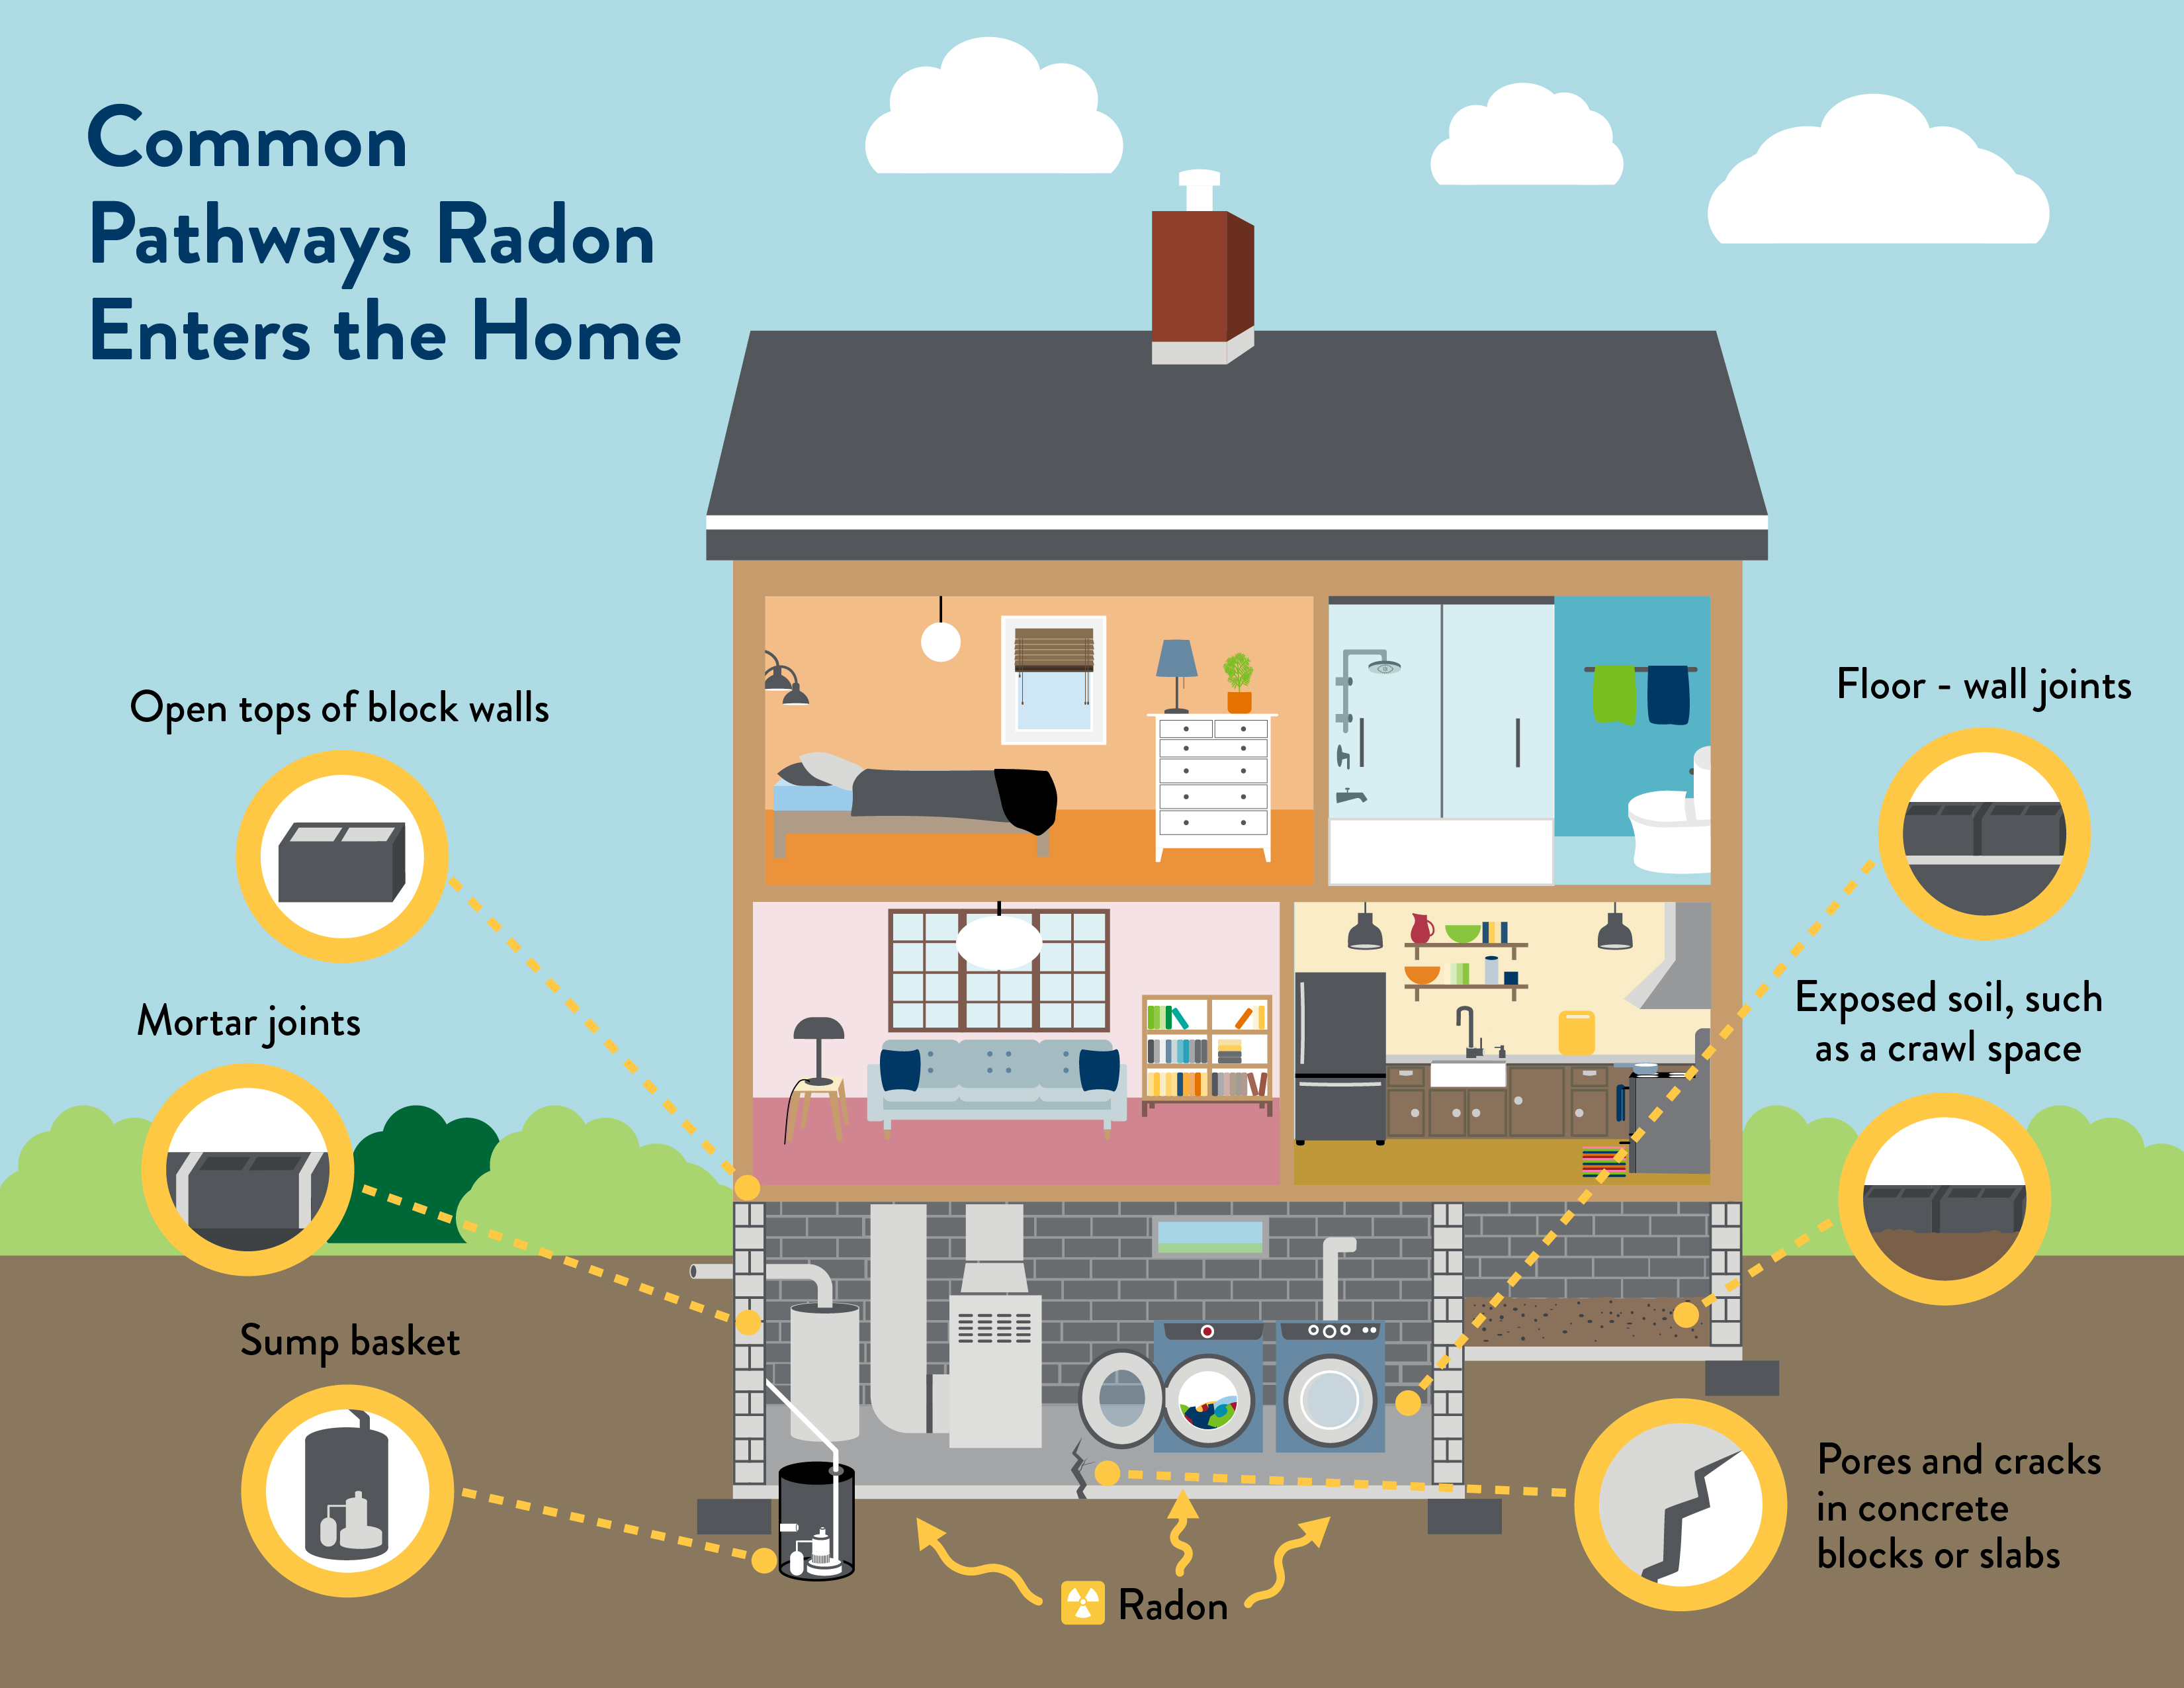 Common
Pathways Radon
Enters the Home
Open tops of block walls
Mortar joints
Sump basket
Floor - wall joints
Exposed soil, such
as a crawl space
Pores and cracks
in concrete
blocks or slabs
Radon